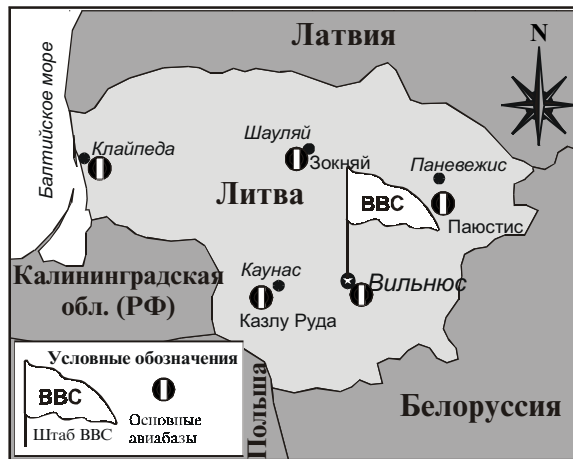 Латвия
N
Балтийское море
Клайпеда
Шауляй
Зокняй
Паневежис
Литва
ВВС
Паюстис
Калининградская
обл. (РФ)
Каунас
Казлу Руда
Вильнюс
Условные обозначения
ВВС
Штаб ВВС
Основные
авиабазы
Польша
Белоруссия